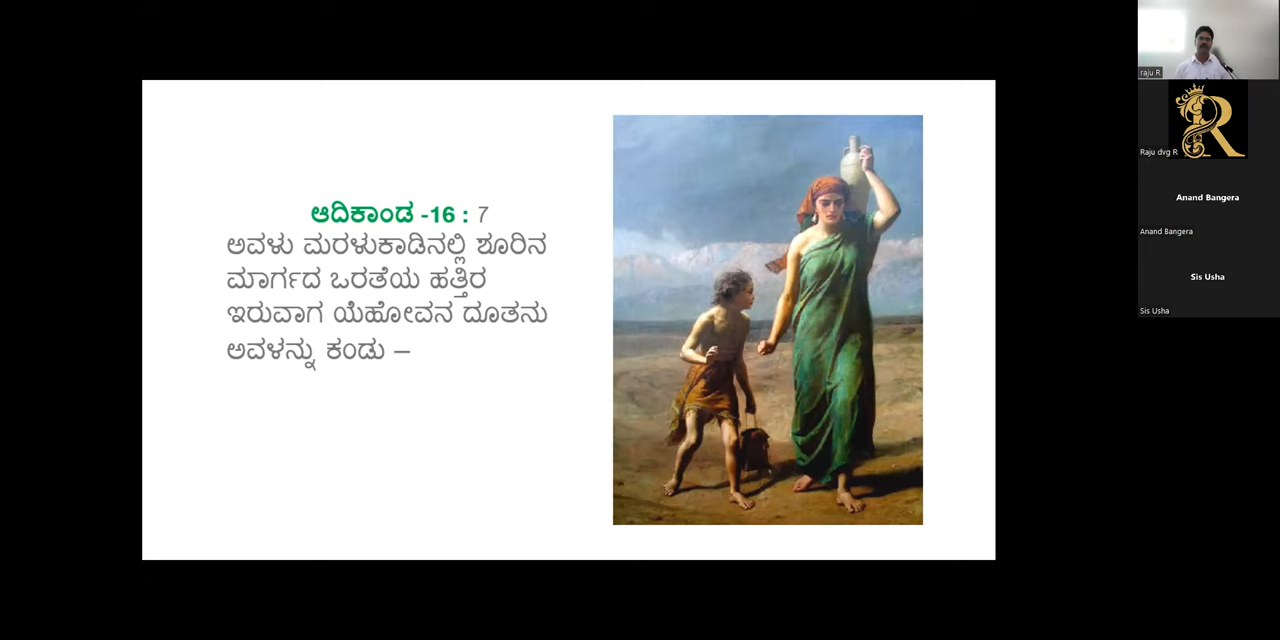 ಆದಿಕಾಂಡ -16 : 7
ಅವಳು ಮರಳುಕಾಡಿನಲ್ಲಿ ಶೂರಿನ
ಮಾರ್ಗದ ಒರತೆಯ ಹತ್ತಿರ
ಇರುವಾಗ ಯೆಹೋವನ ದೂತನು
ಅವಳನ್ನು ಕಂಡು –
raju R
R
Raju dvg R
Anand Bangera
Anand Bangera
Sis Usha
Sis Usha